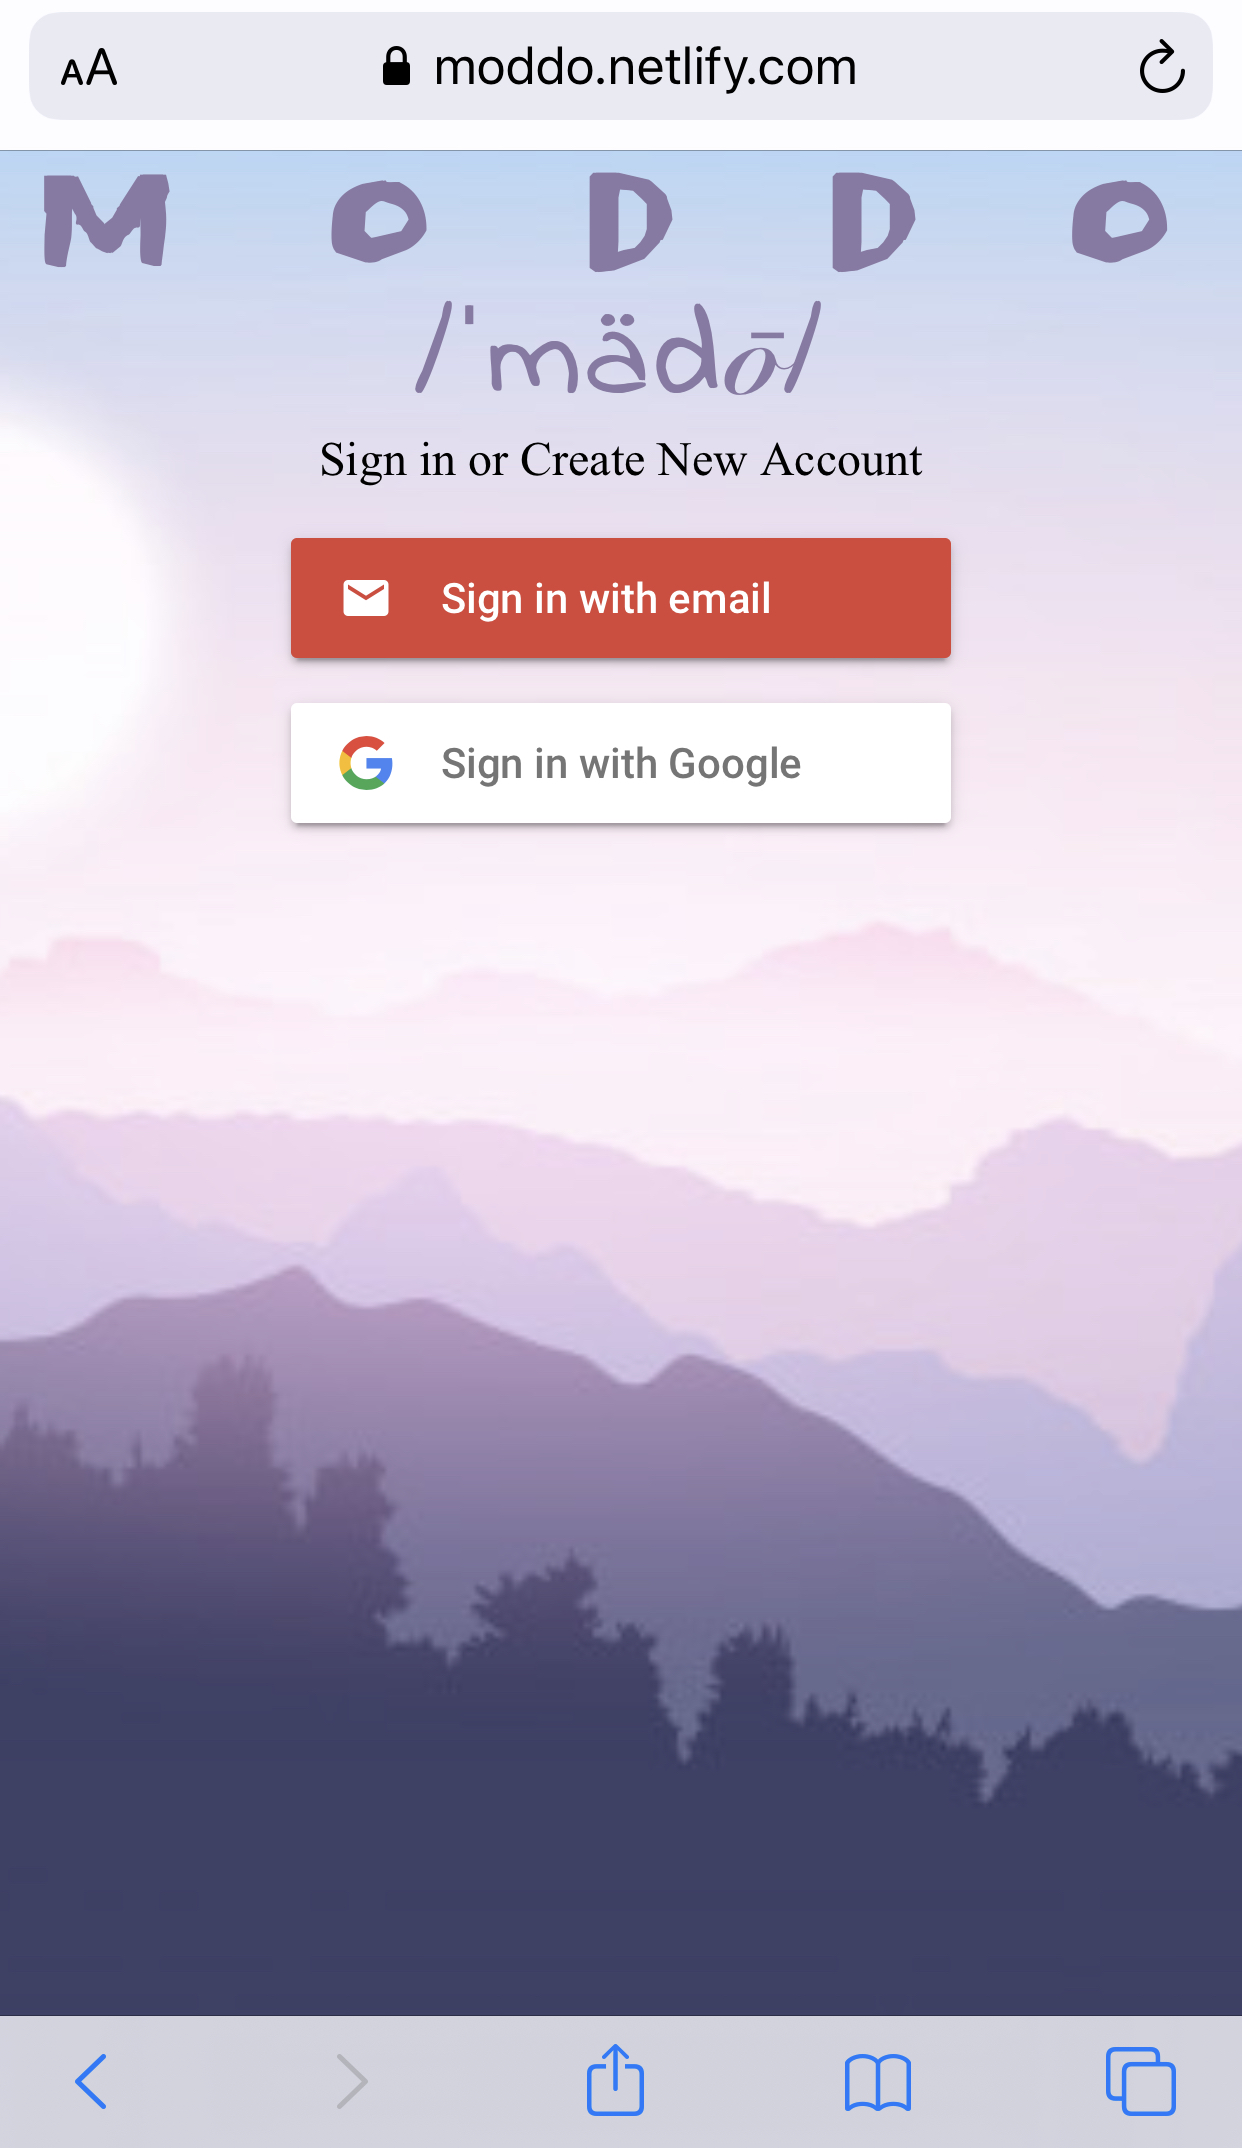 AA moddo.netlify.com
MODDO
/ˈmädō/
Sign in or Create New Account
Sign in with email
Sign in with Google